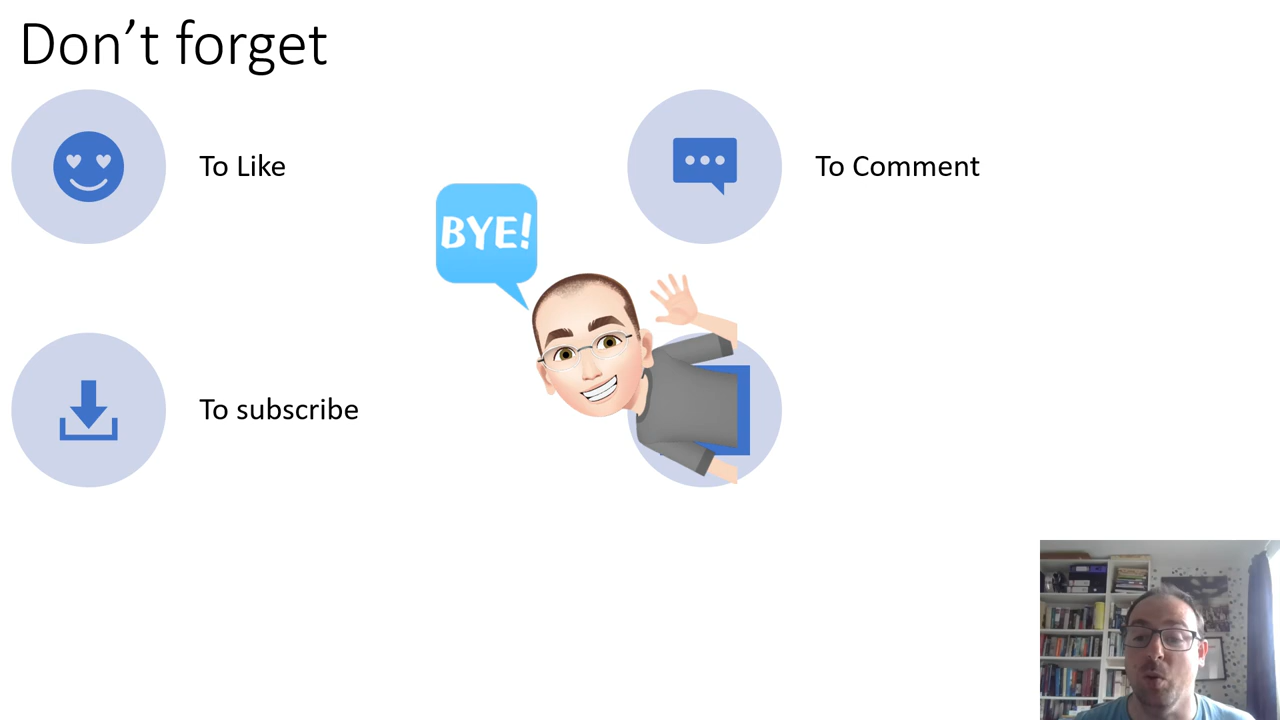 Don’t forget
To Like
To Comment
BYE!
To subscribe